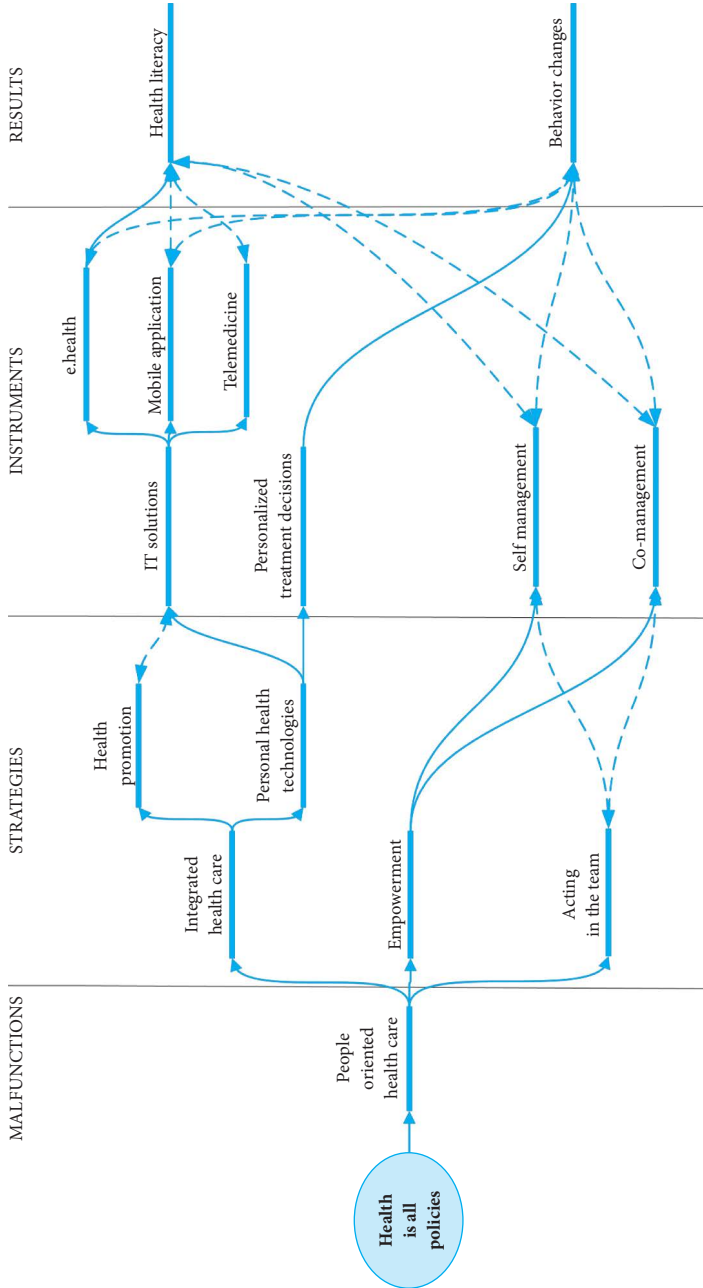 MALFUNCTIONS
STRATEGIES
INSTRUMENTS
RESULTS
Health
is all
policies
People
oriented
health care
Integrated
health care
Empowerment
Acting
in the team
Health
promotion
Personal health
technologies
IT solutions
Personalized
treatment decisions
Self management
Co-management
e.health
Mobile application
Telemedicine
Health literacy
Behavior changes